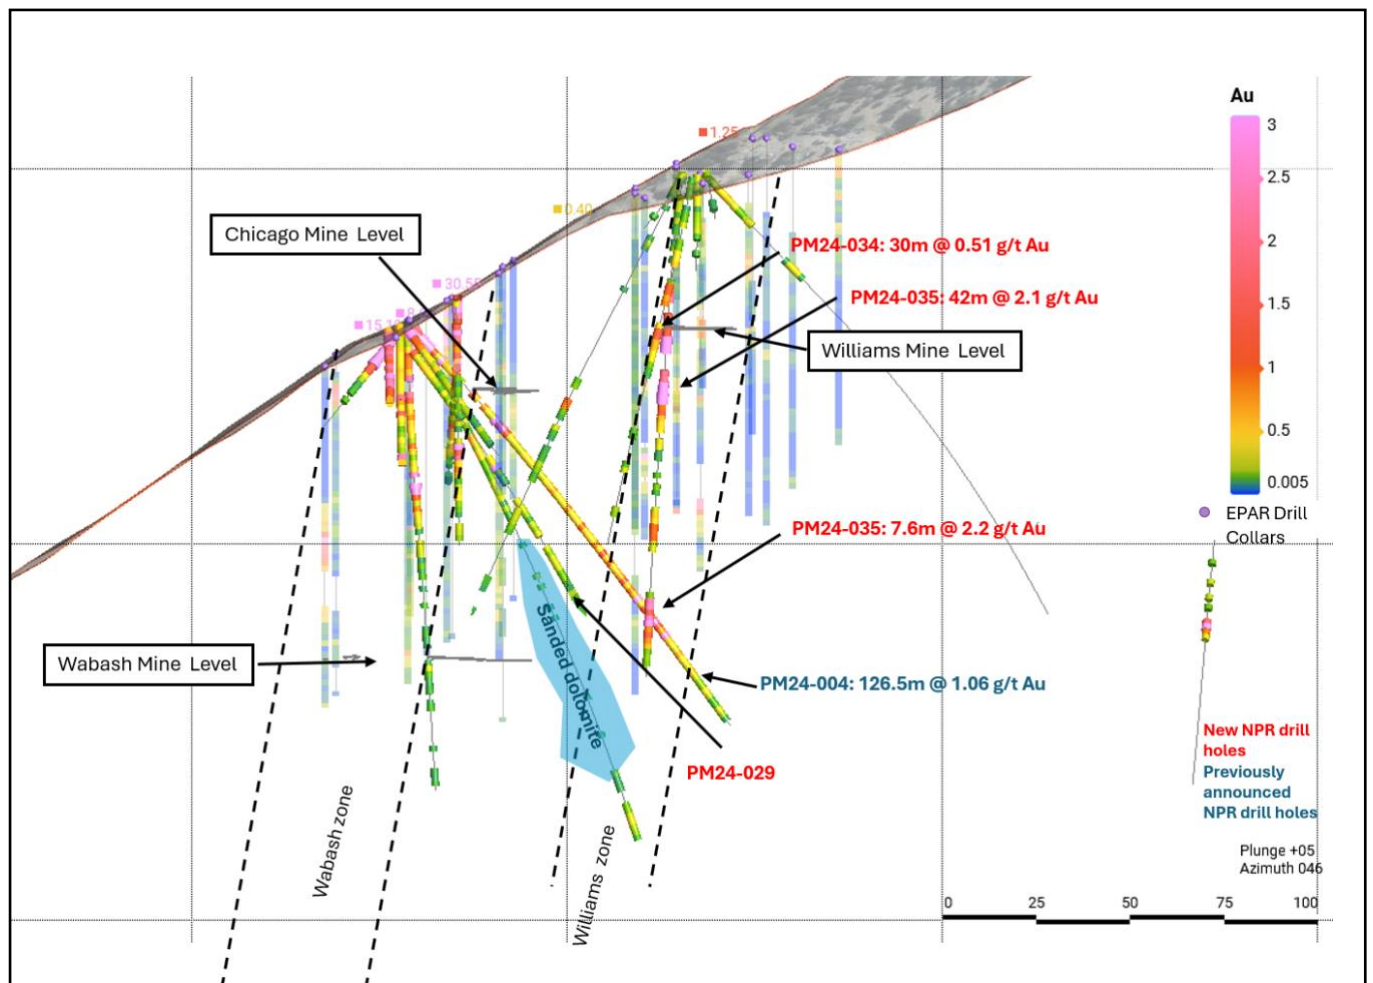 Au
3
2.5
2
1.5
1
0.5
0.005
EPAR Drill
Collars
1.25
0.40
30.5
15.1
8
Chicago Mine Level
PM24-034: 30m @ 0.51 g/t Au
PM24-035: 42m @ 2.1 g/t Au
Williams Mine Level
PM24-035: 7.6m @ 2.2 g/t Au
Wabash Mine Level
Sanded dolomite
PM24-004: 126.5m @ 1.06 g/t Au
PM24-029
New NPR drill
holes
Previously
announced
NPR drill holes
Wabash zone
Williams zone
Plunge +05
Azimuth 046
0
25
50
75
100